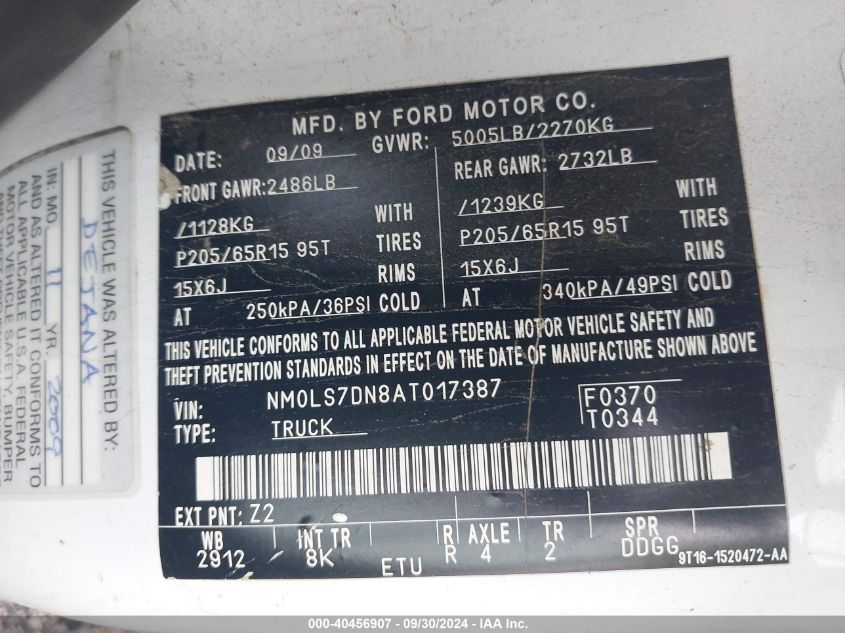 MFD. BY FORD MOTOR CO.
DATE: 09/09 GVWR: 5005LB/2270KG
FRONT GAWR: 2486LB REAR GAWR: 2732LB
/1128KG WITH /1239KG WITH
P205/65R15 95T TIRES P205/65R15 95T TIRES
15X6J RIMS 15X6J RIMS
AT 250kPA/36PSI COLD AT 340kPA/49PSI COLD
THIS VEHICLE CONFORMS TO ALL APPLICABLE FEDERAL MOTOR VEHICLE SAFETY AND
THEFT PREVENTION STANDARDS IN EFFECT ON THE DATE OF MANUFACTURE SHOWN ABOVE
VIN: NM0LS7DN8AT017387 F0370
TYPE: TRUCK T0344
EXT PNT: Z2
WB INT TR R AXLE TR SPR
2912 8K ETU R 4 2 DDGG
9T16-1520472-AA
THIS VEHICLE WAS ALTERED BY:
DEJANA
IN: MO. 11 YR. 2009
AND AS ALTERED IT CONFORMS TO
ALL APPLICABLE U.S.A. FEDERAL
MOTOR VEHICLE SAFETY, BUMPER
000-40456907 - 09/30/2024 - IAA Inc.